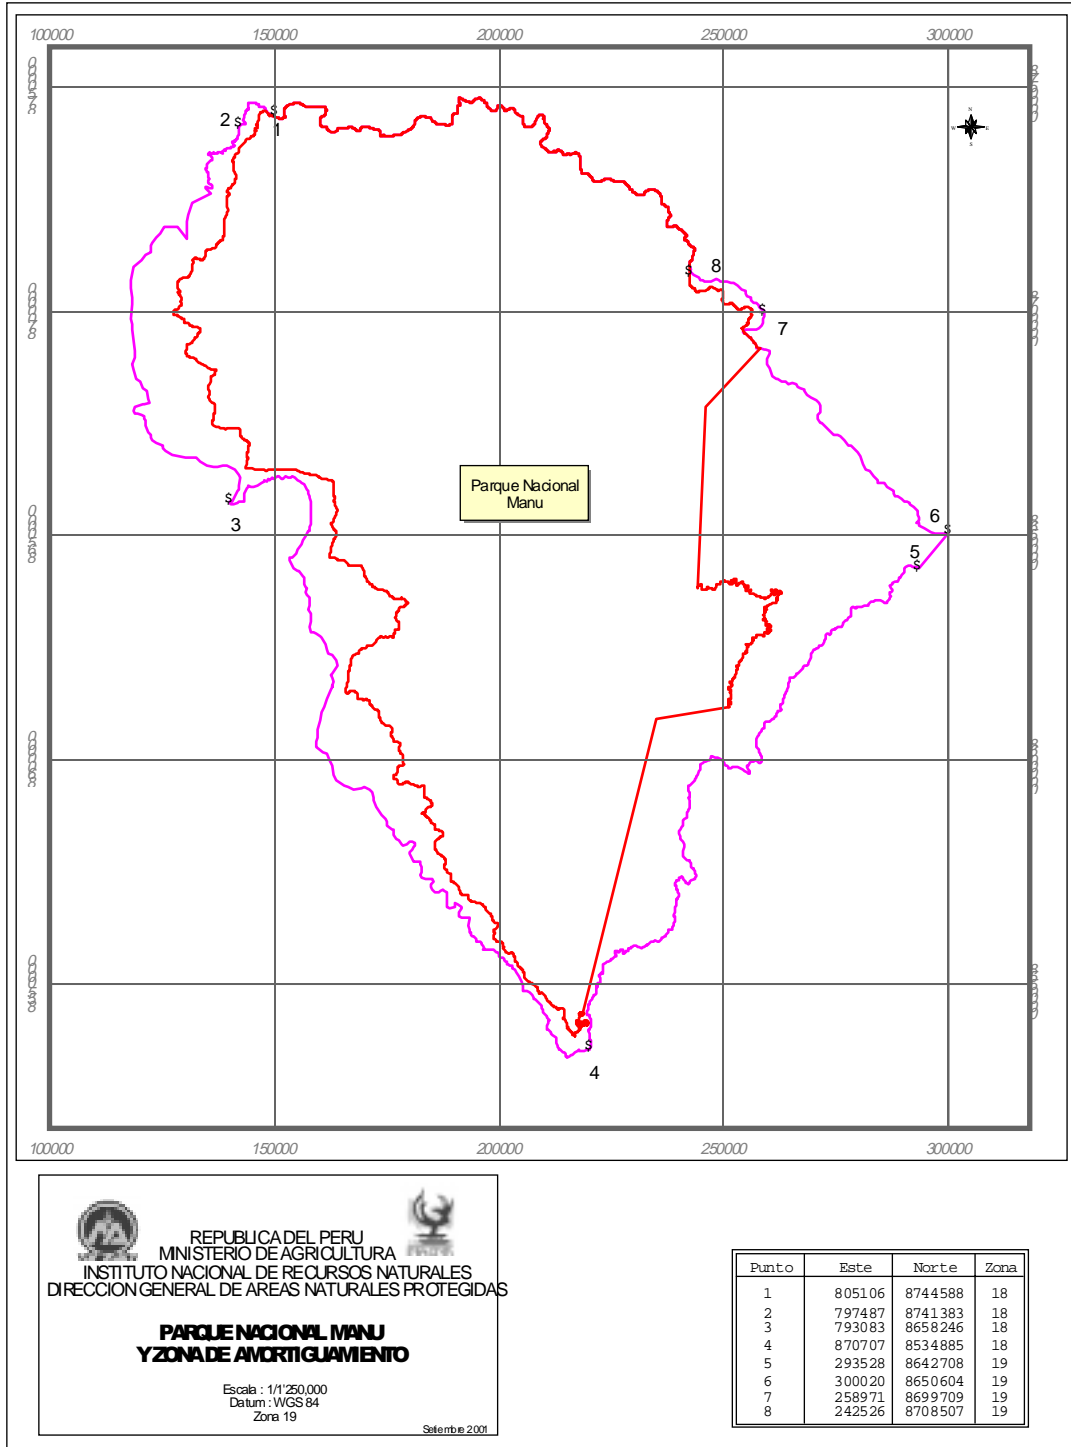 100000 150000 200000 250000 300000
2
1
8
7
Parque Nacional
Manu
3
6
5
4
100000 150000 200000 250000 300000
REPUBLICA DEL PERU
MINISTERIO DE AGRICULTURA
INSTITUTO NACIONAL DE RECURSOS NATURALES
DIRECCION GENERAL DE AREAS NATURALES PROTEGIDAS
PARQUE NACIONAL MANU
Y ZONA DE AMORTIGUAMIENTO
Escala : 1/1'250,000
Datum : WGS 84
Zona 19
Setiembre 2001
Punto Este Norte Zona
1 805106 8744588 18
2 797487 8741383 18
3 793083 8658246 18
4 870707 8534885 18
5 293528 8642708 19
6 300020 8650604 19
7 258971 8699709 19
8 242526 8708507 19